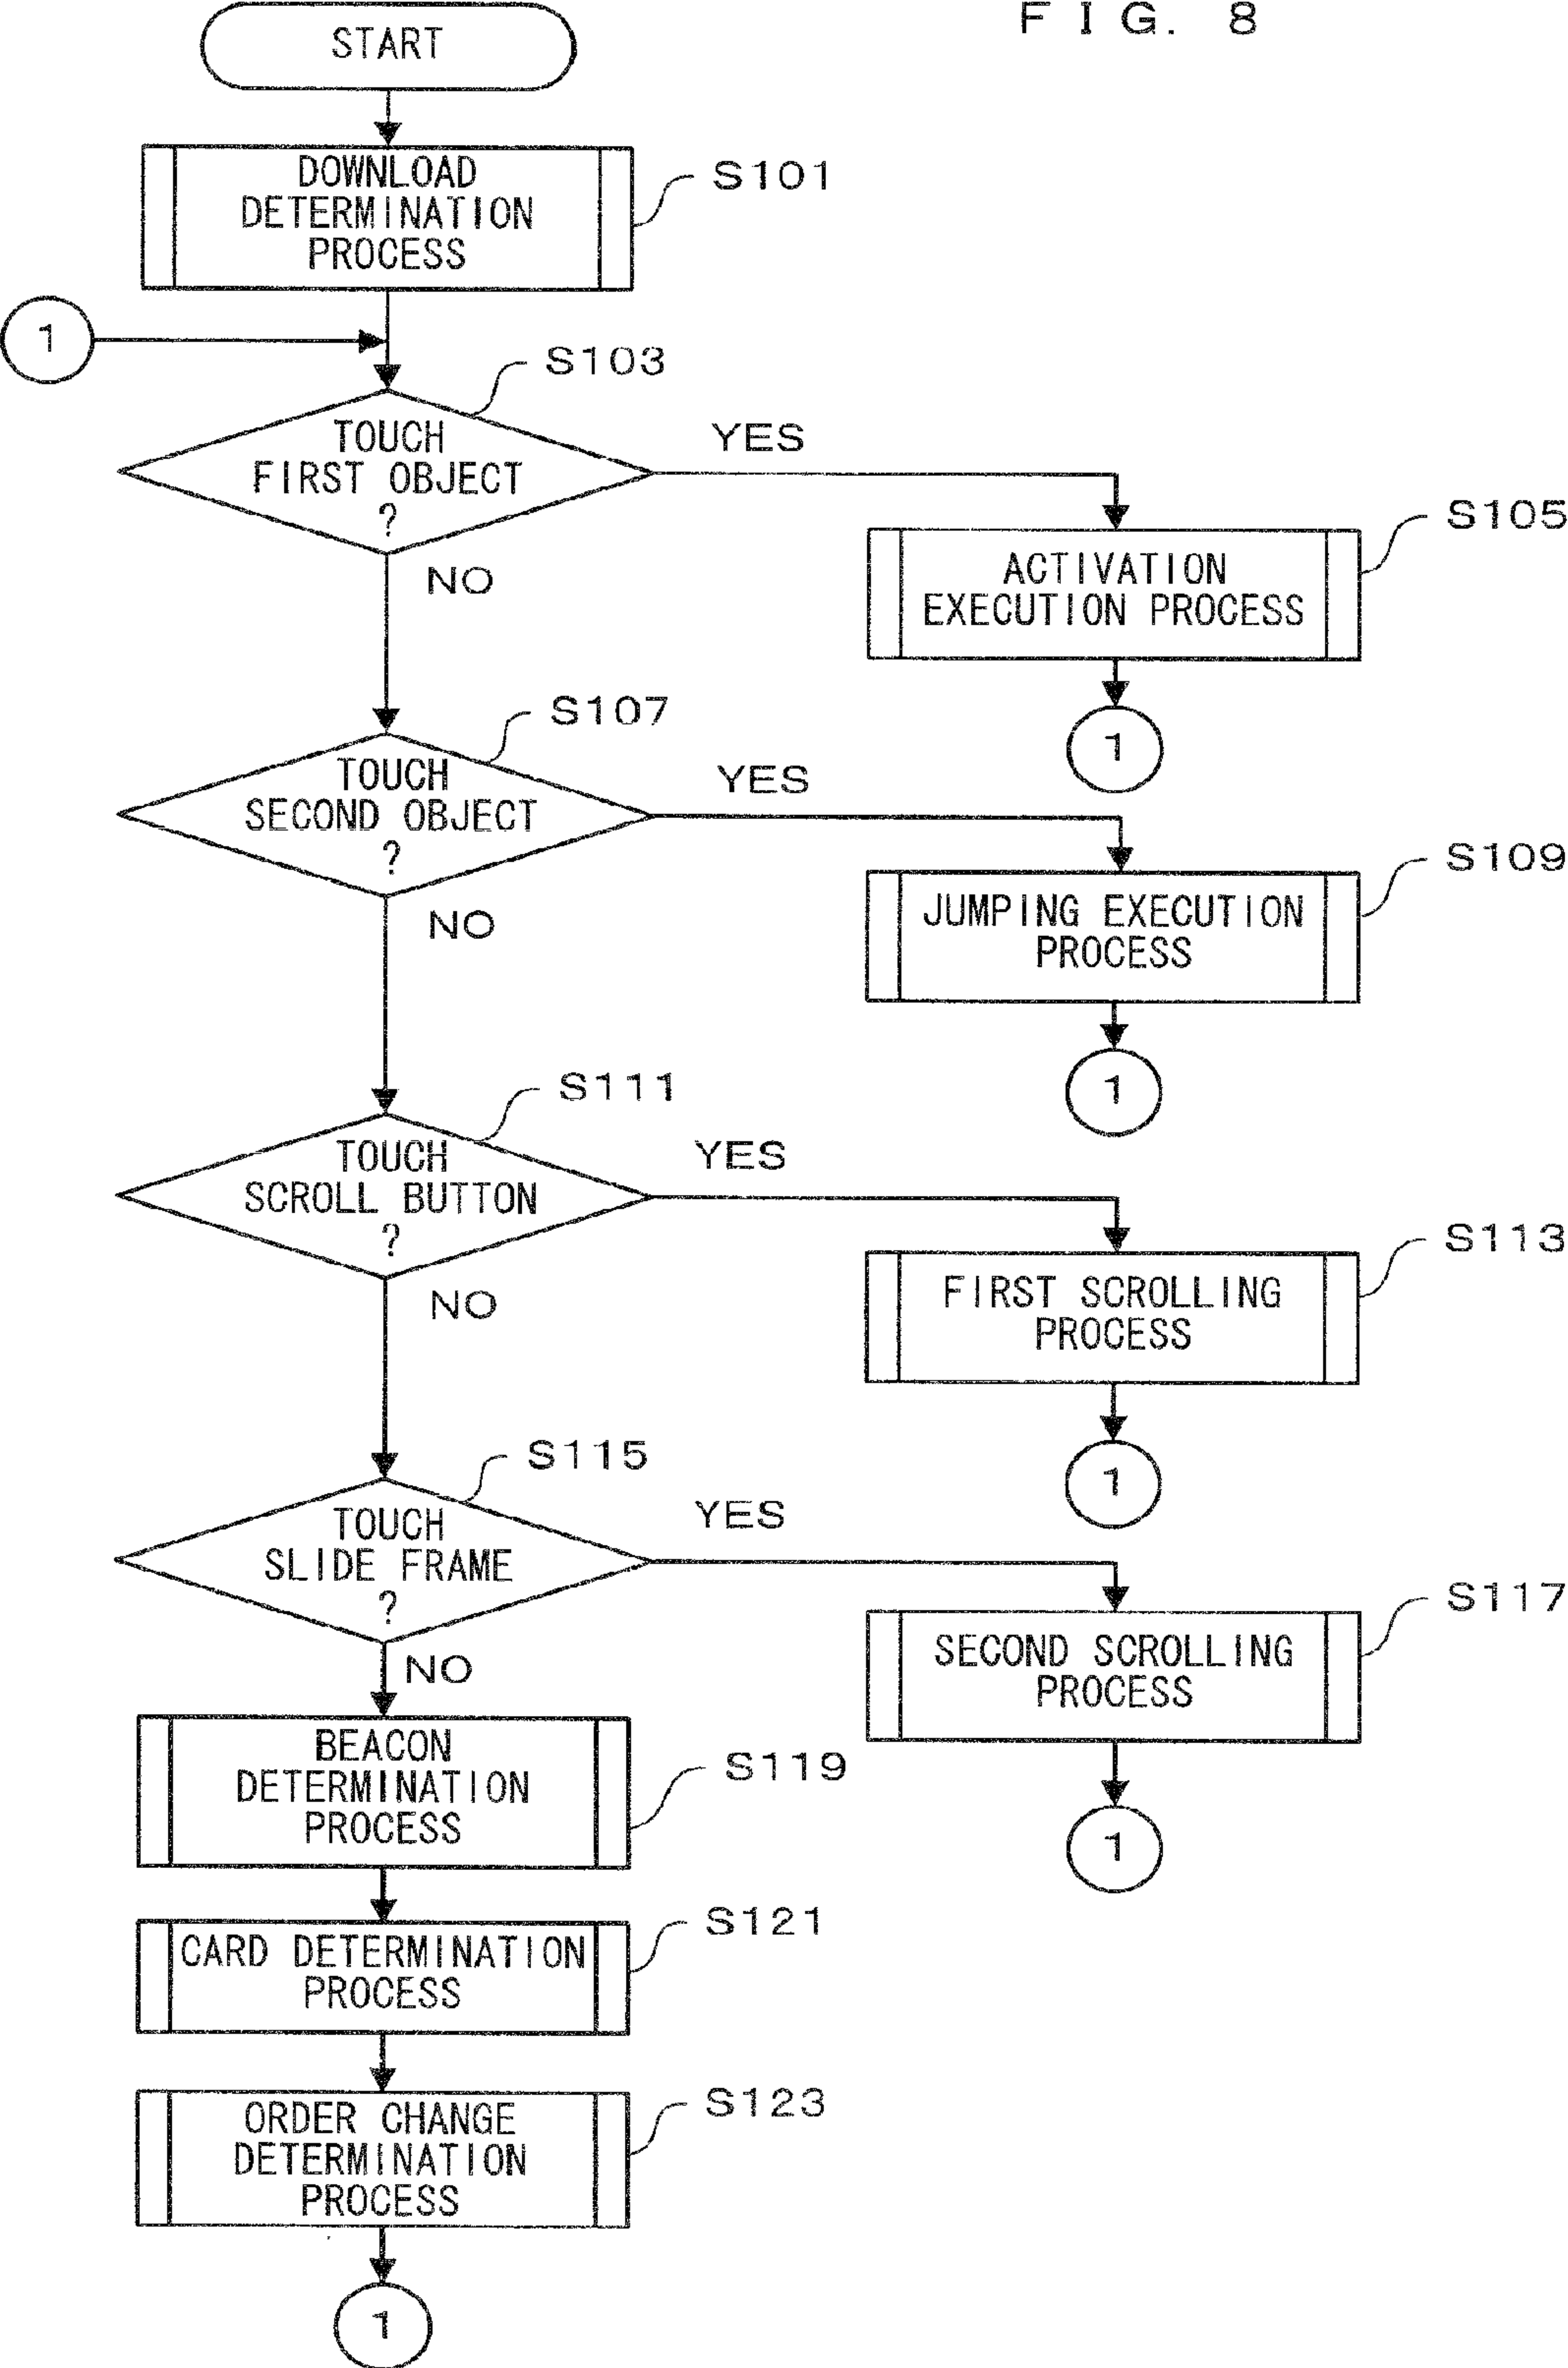 FIG. 8
START
DOWNLOAD
DETERMINATION
PROCESS
S101
1
S103
TOUCH
FIRST OBJECT
?
YES
NO
S105
ACTIVATION
EXECUTION PROCESS
1
S107
TOUCH
SECOND OBJECT
?
YES
NO
S109
JUMPING EXECUTION
PROCESS
1
S111
TOUCH
SCROLL BUTTON
?
YES
NO
S113
FIRST SCROLLING
PROCESS
1
S115
TOUCH
SLIDE FRAME
?
YES
NO
S117
SECOND SCROLLING
PROCESS
1
BEACON
DETERMINATION
PROCESS
S119
CARD DETERMINATION
PROCESS
S121
ORDER CHANGE
DETERMINATION
PROCESS
S123
1